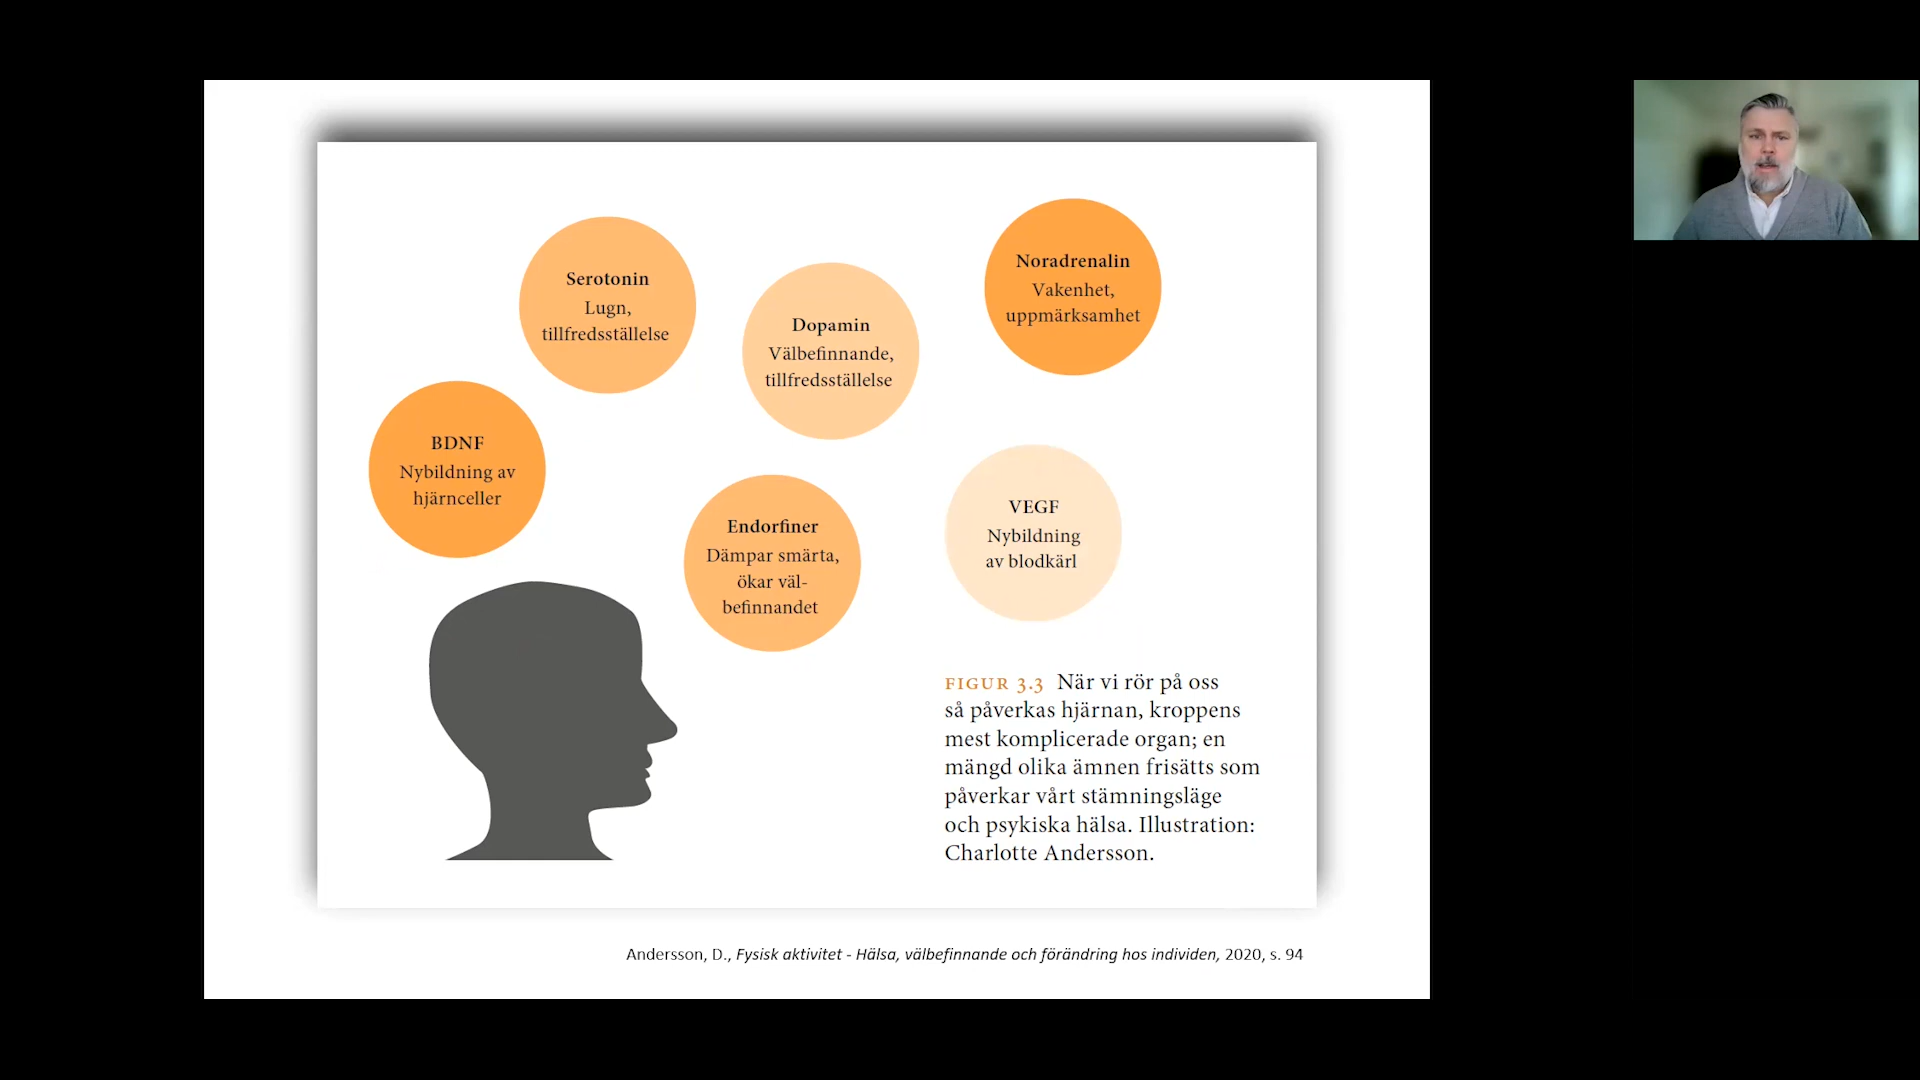 Serotonin
Lugn,
tillfredsställelse
Dopamin
Välbefinnande,
tillfredsställelse
Noradrenalin
Vakenhet,
uppmärksamhet
BDNF
Nybildning av
hjärnceller
Endorfiner
Dämpar smärta,
ökar väl-
befinnandet
VEGF
Nybildning
av blodkärl
FIGUR 3.3 När vi rör på oss
så påverkas hjärnan, kroppens
mest komplicerade organ; en
mängd olika ämnen frisätts som
påverkar vårt stämningsläge
och psykiska hälsa. Illustration:
Charlotte Andersson.
Andersson, D., Fysisk aktivitet - Hälsa, välbefinnande och förändring hos individen, 2020, s. 94